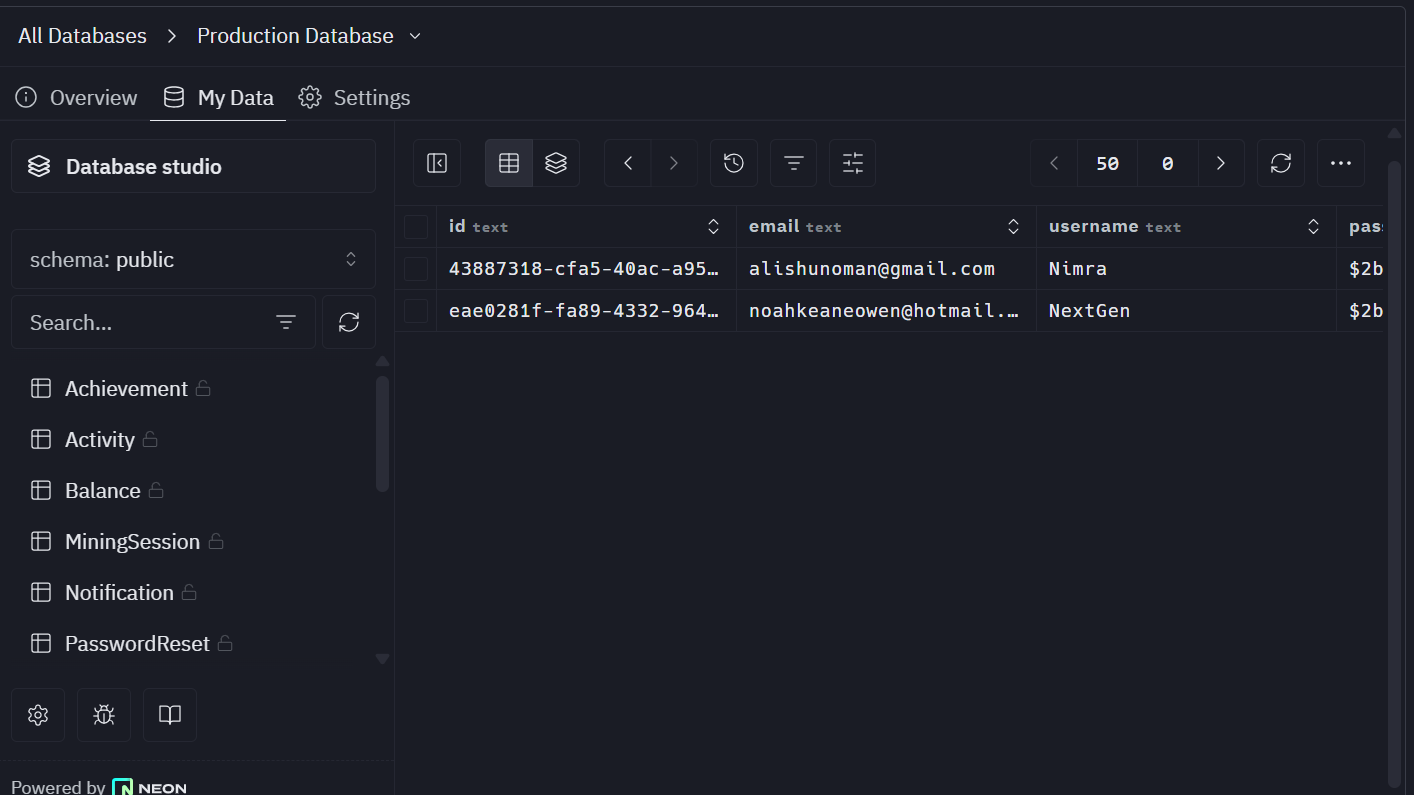 All Databases > Production Database
Overview My Data Settings
Database studio
50 0
schema: public
id text email text username text pas
Search...
43887318-cfa5-40ac-a95… alishunoman@gmail.com Nimra $2b
eae0281f-fa89-4332-964… noahkeaneowen@hotmail.… NextGen $2b
Achievement
Activity
Balance
MiningSession
Notification
PasswordReset
Powered by NEON